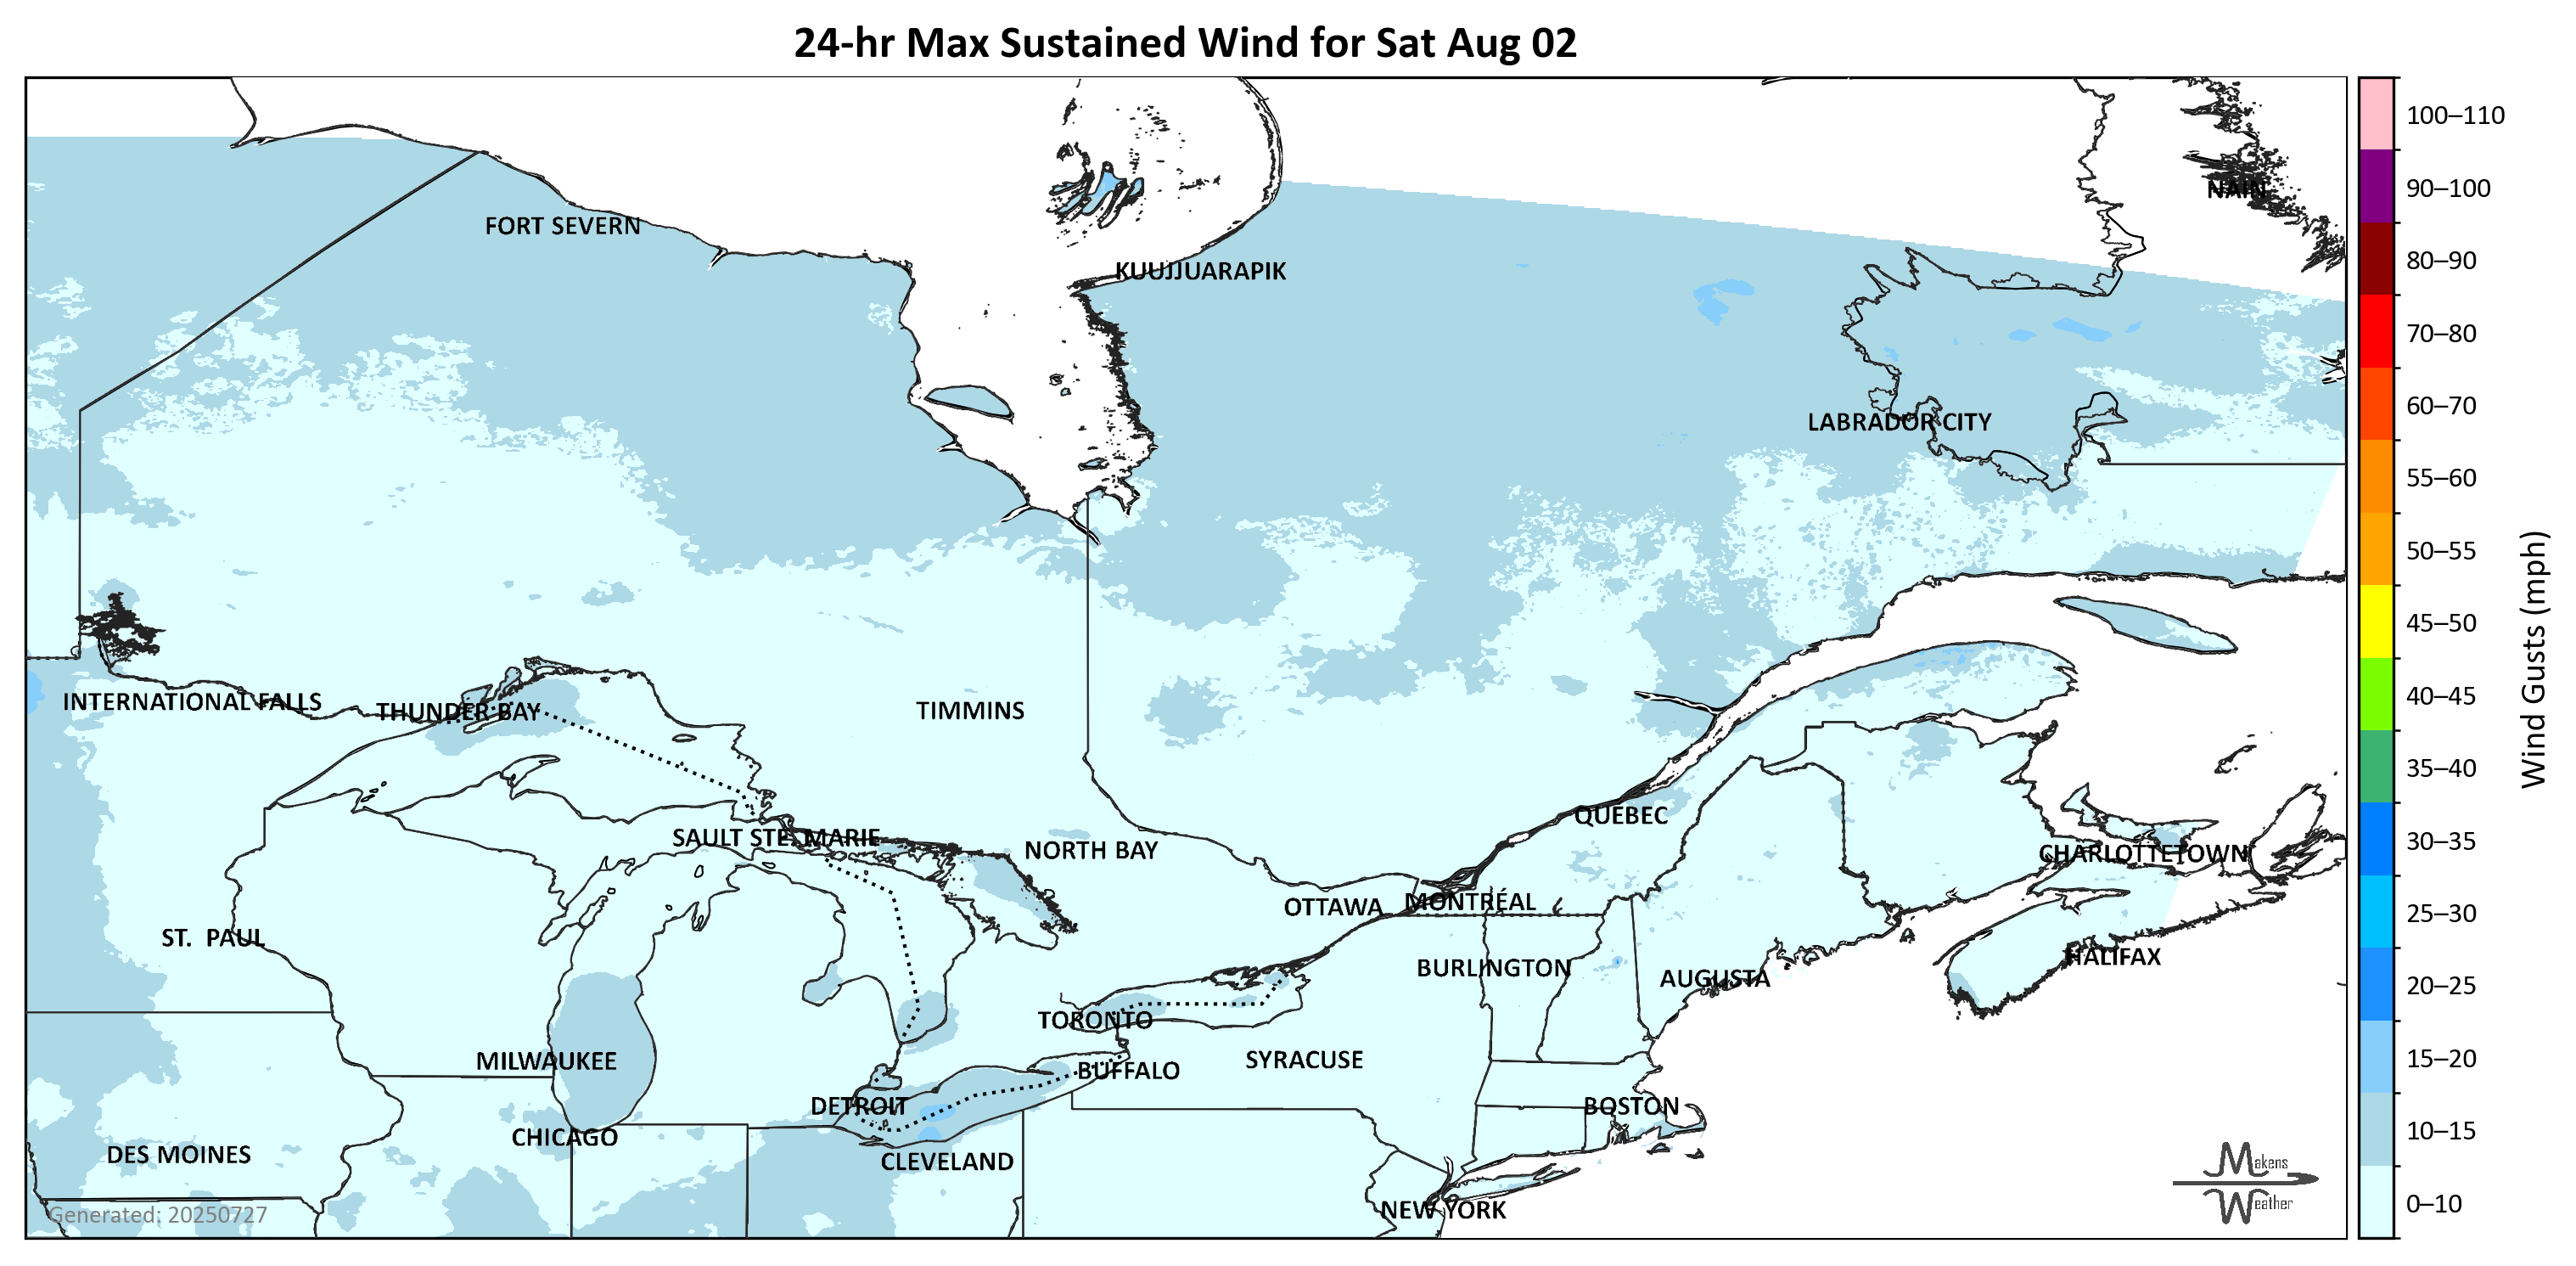 24-hr Max Sustained Wind for Sat Aug 02
100–110
90–100
NAIN
FORT SEVERN
80–90
KUUJJUARAPIK
70–80
60–70
LABRADOR CITY
55–60
50–55
45–50
Wind Gusts (mph)
40–45
INTERNATIONAL FALLS
THUNDER BAY
TIMMINS
35–40
QUÉBEC
SAULT STE. MARIE
NORTH BAY
CHARLOTTETOWN
30–35
OTTAWA
MONTRÉAL
25–30
ST. PAUL
HALIFAX
BURLINGTON
AUGUSTA
20–25
TORONTO
MILWAUKEE
SYRACUSE
15–20
BUFFALO
DETROIT
BOSTON
10–15
CHICAGO
DES MOINES
CLEVELAND
Makens
Weather
0–10
NEW YORK
Generated: 20250727